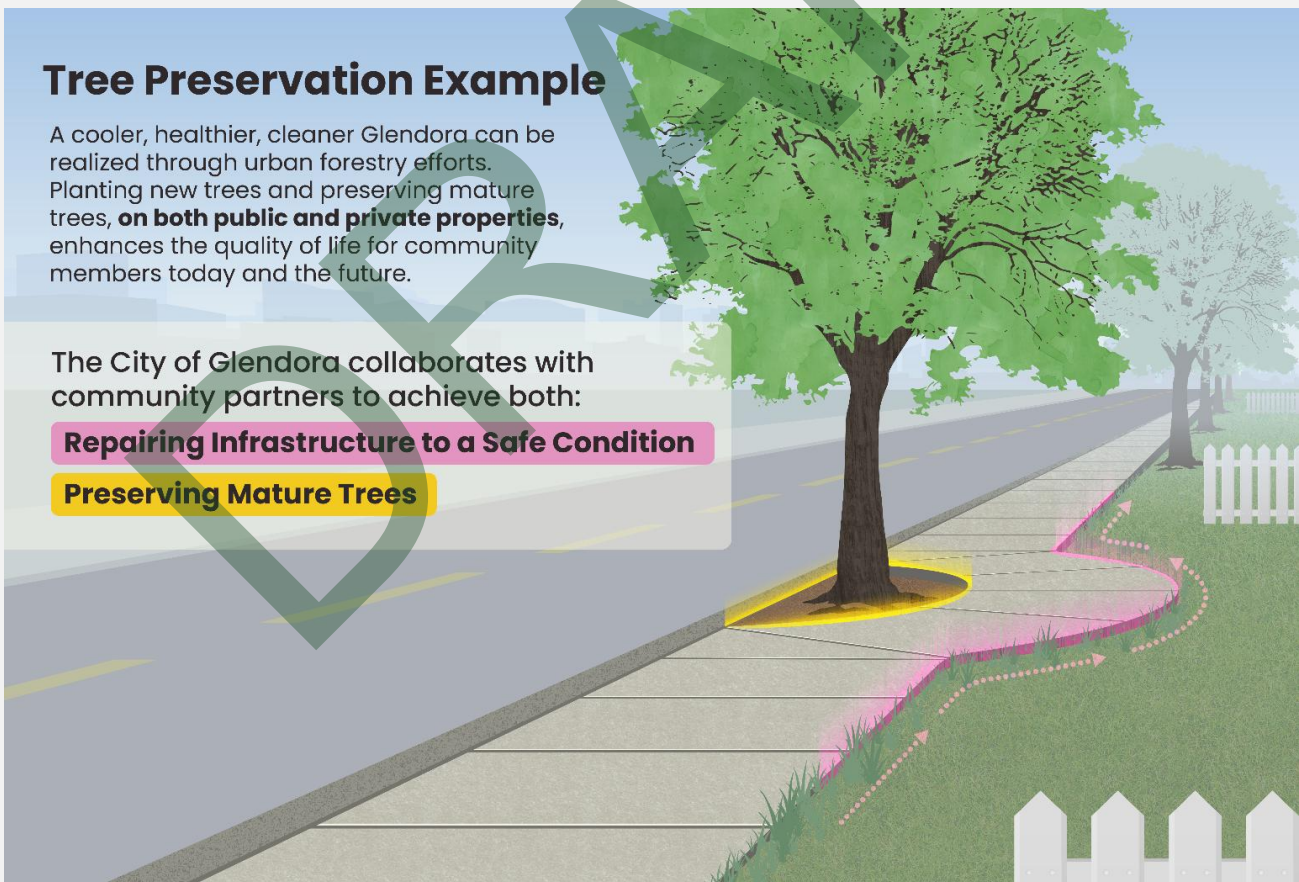 Tree Preservation Example
A cooler, healthier, cleaner Glendora can be
realized through urban forestry efforts.
Planting new trees and preserving mature
trees, on both public and private properties,
enhances the quality of life for community
members today and the future.
The City of Glendora collaborates with
community partners to achieve both:
Repairing Infrastructure to a Safe Condition
Preserving Mature Trees
DRA